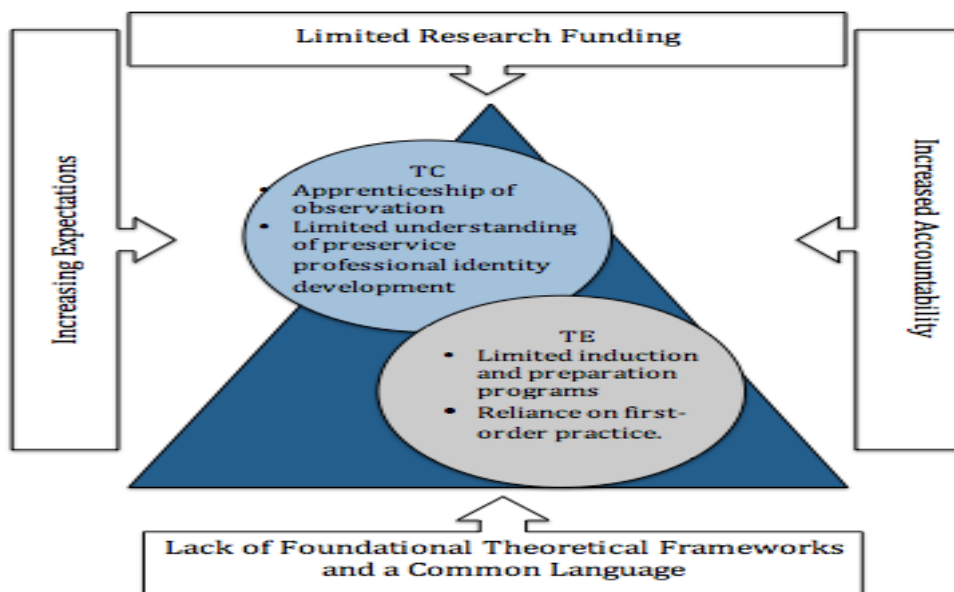 Limited Research Funding
Increasing Expectations
TC
• Apprenticeship of
observation
• Limited understanding
of preservice
professional identity
development
TE
• Limited induction
and preparation
programs
• Reliance on first-
order practice.
Increased Accountability
Lack of Foundational Theoretical Frameworks
and a Common Language